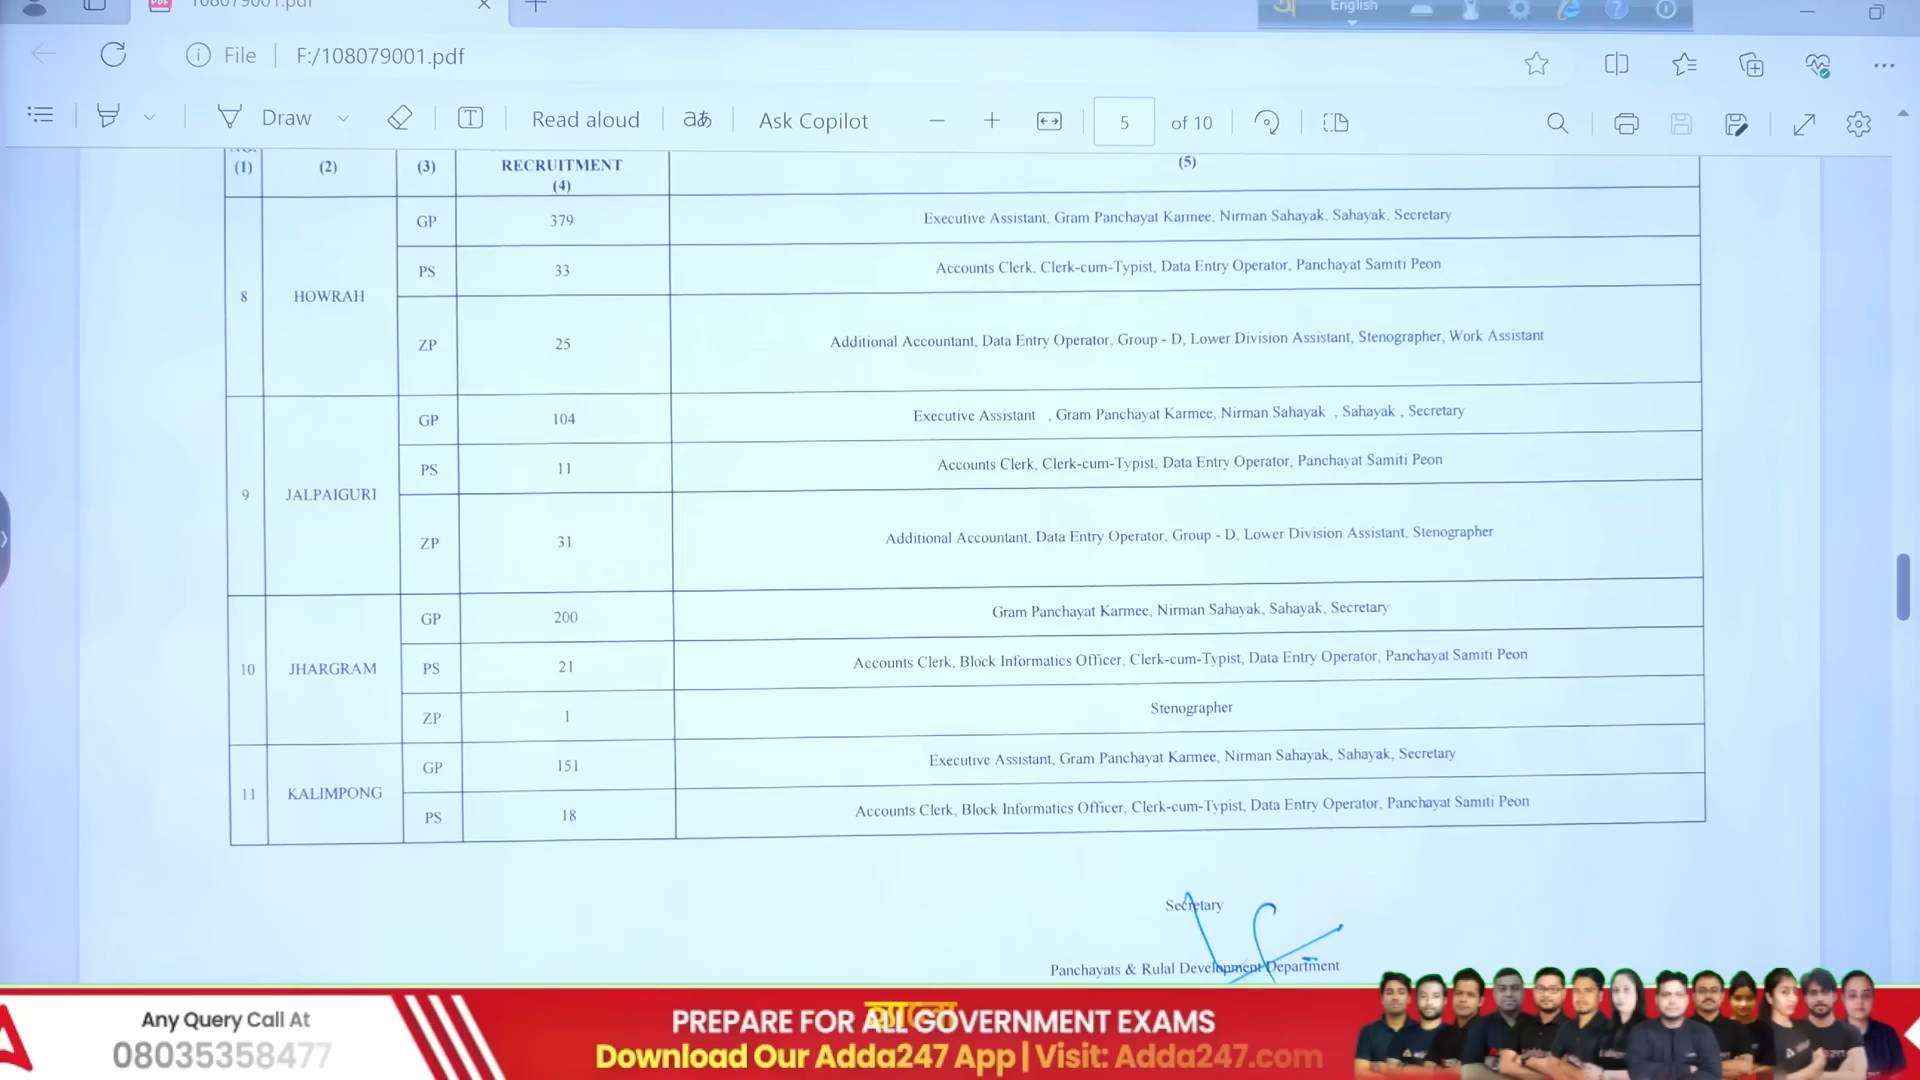 108079001.pdf
English
File
F:/108079001.pdf
Draw
Read aloud
aあ
Ask Copilot
5 of 10
NO.
(1) (2) (3) RECRUITMENT (4) (5)
8 HOWRAH
GP 379 Executive Assistant, Gram Panchayat Karmee, Nirman Sahayak, Sahayak, Secretary
PS 33 Accounts Clerk, Clerk-cum-Typist, Data Entry Operator, Panchayat Samiti Peon
ZP 25 Additional Accountant, Data Entry Operator, Group - D, Lower Division Assistant, Stenographer, Work Assistant
9 JALPAIGURI
GP 104 Executive Assistant , Gram Panchayat Karmee, Nirman Sahayak , Sahayak , Secretary
PS 11 Accounts Clerk, Clerk-cum-Typist, Data Entry Operator, Panchayat Samiti Peon
ZP 31 Additional Accountant, Data Entry Operator, Group - D, Lower Division Assistant, Stenographer
10 JHARGRAM
GP 200 Gram Panchayat Karmee, Nirman Sahayak, Sahayak, Secretary
PS 21 Accounts Clerk, Block Informatics Officer, Clerk-cum-Typist, Data Entry Operator, Panchayat Samiti Peon
ZP 1 Stenographer
11 KALIMPONG
GP 151 Executive Assistant, Gram Panchayat Karmee, Nirman Sahayak, Sahayak, Secretary
PS 18 Accounts Clerk, Block Informatics Officer, Clerk-cum-Typist, Data Entry Operator, Panchayat Samiti Peon
Secretary
Panchayats & Rulal Development Department
Any Query Call At
08035358477
PREPARE FOR ALL GOVERNMENT EXAMS
Download Our Adda247 App | Visit: Adda247.com